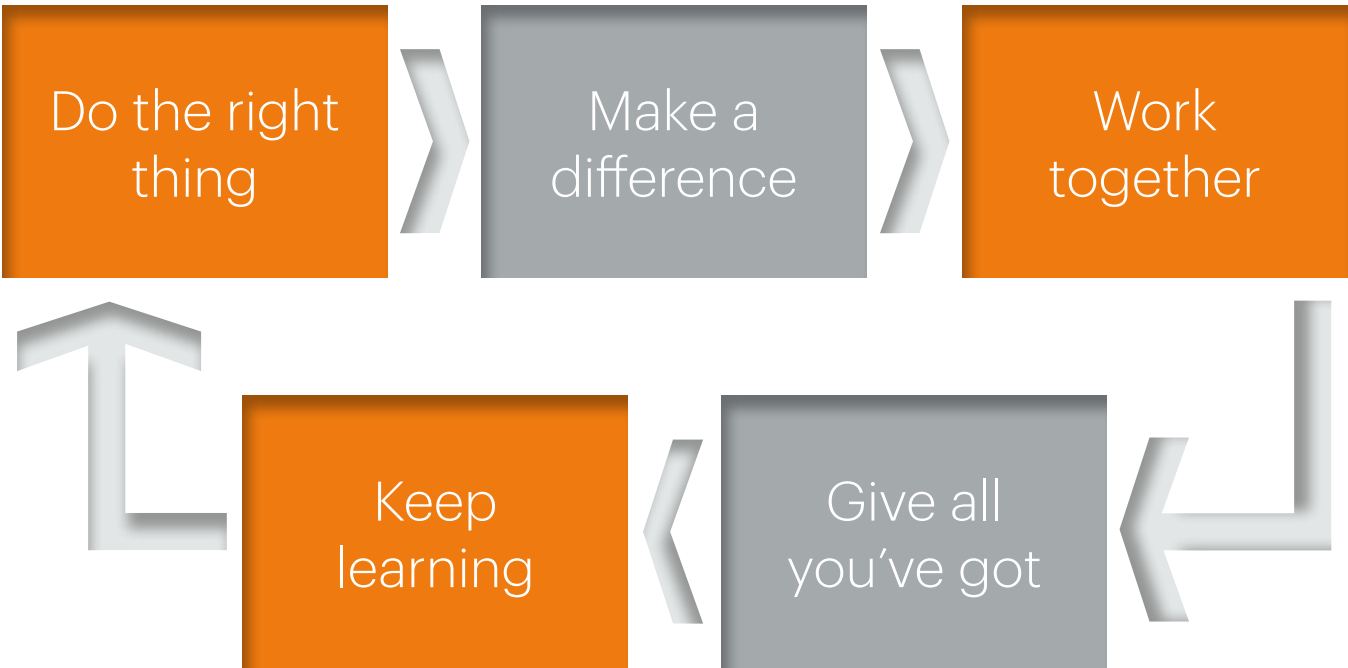 Do the right
thing
Make a
difference
Work
together
Give all
you’ve got
Keep
learning